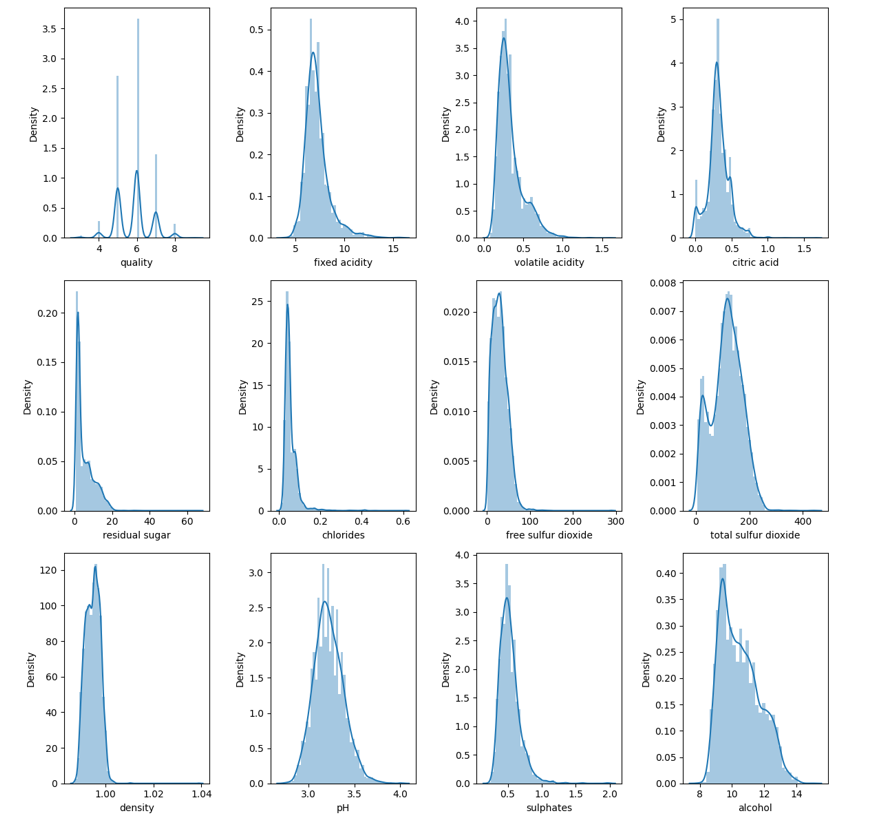 3.5
3.0
2.5
2.0
1.5
1.0
0.5
0.0
Density
4 6 8
quality
0.5
0.4
0.3
0.2
0.1
0.0
Density
5 10 15
fixed acidity
4.0
3.5
3.0
2.5
2.0
1.5
1.0
0.5
0.0
Density
0.0 0.5 1.0 1.5
volatile acidity
5
4
3
2
1
0
Density
0.0 0.5 1.0 1.5
citric acid
0.20
0.15
0.10
0.05
0.00
Density
0 20 40 60
residual sugar
25
20
15
10
5
0
Density
0.0 0.2 0.4 0.6
chlorides
0.020
0.015
0.010
0.005
0.000
Density
0 100 200 300
free sulfur dioxide
0.008
0.007
0.006
0.005
0.004
0.003
0.002
0.001
0.000
Density
0 200 400
total sulfur dioxide
120
100
80
60
40
20
0
Density
1.00 1.02 1.04
density
3.0
2.5
2.0
1.5
1.0
0.5
0.0
Density
3.0 3.5 4.0
pH
4.0
3.5
3.0
2.5
2.0
1.5
1.0
0.5
0.0
Density
0.5 1.0 1.5 2.0
sulphates
0.40
0.35
0.30
0.25
0.20
0.15
0.10
0.05
0.00
Density
8 10 12 14
alcohol